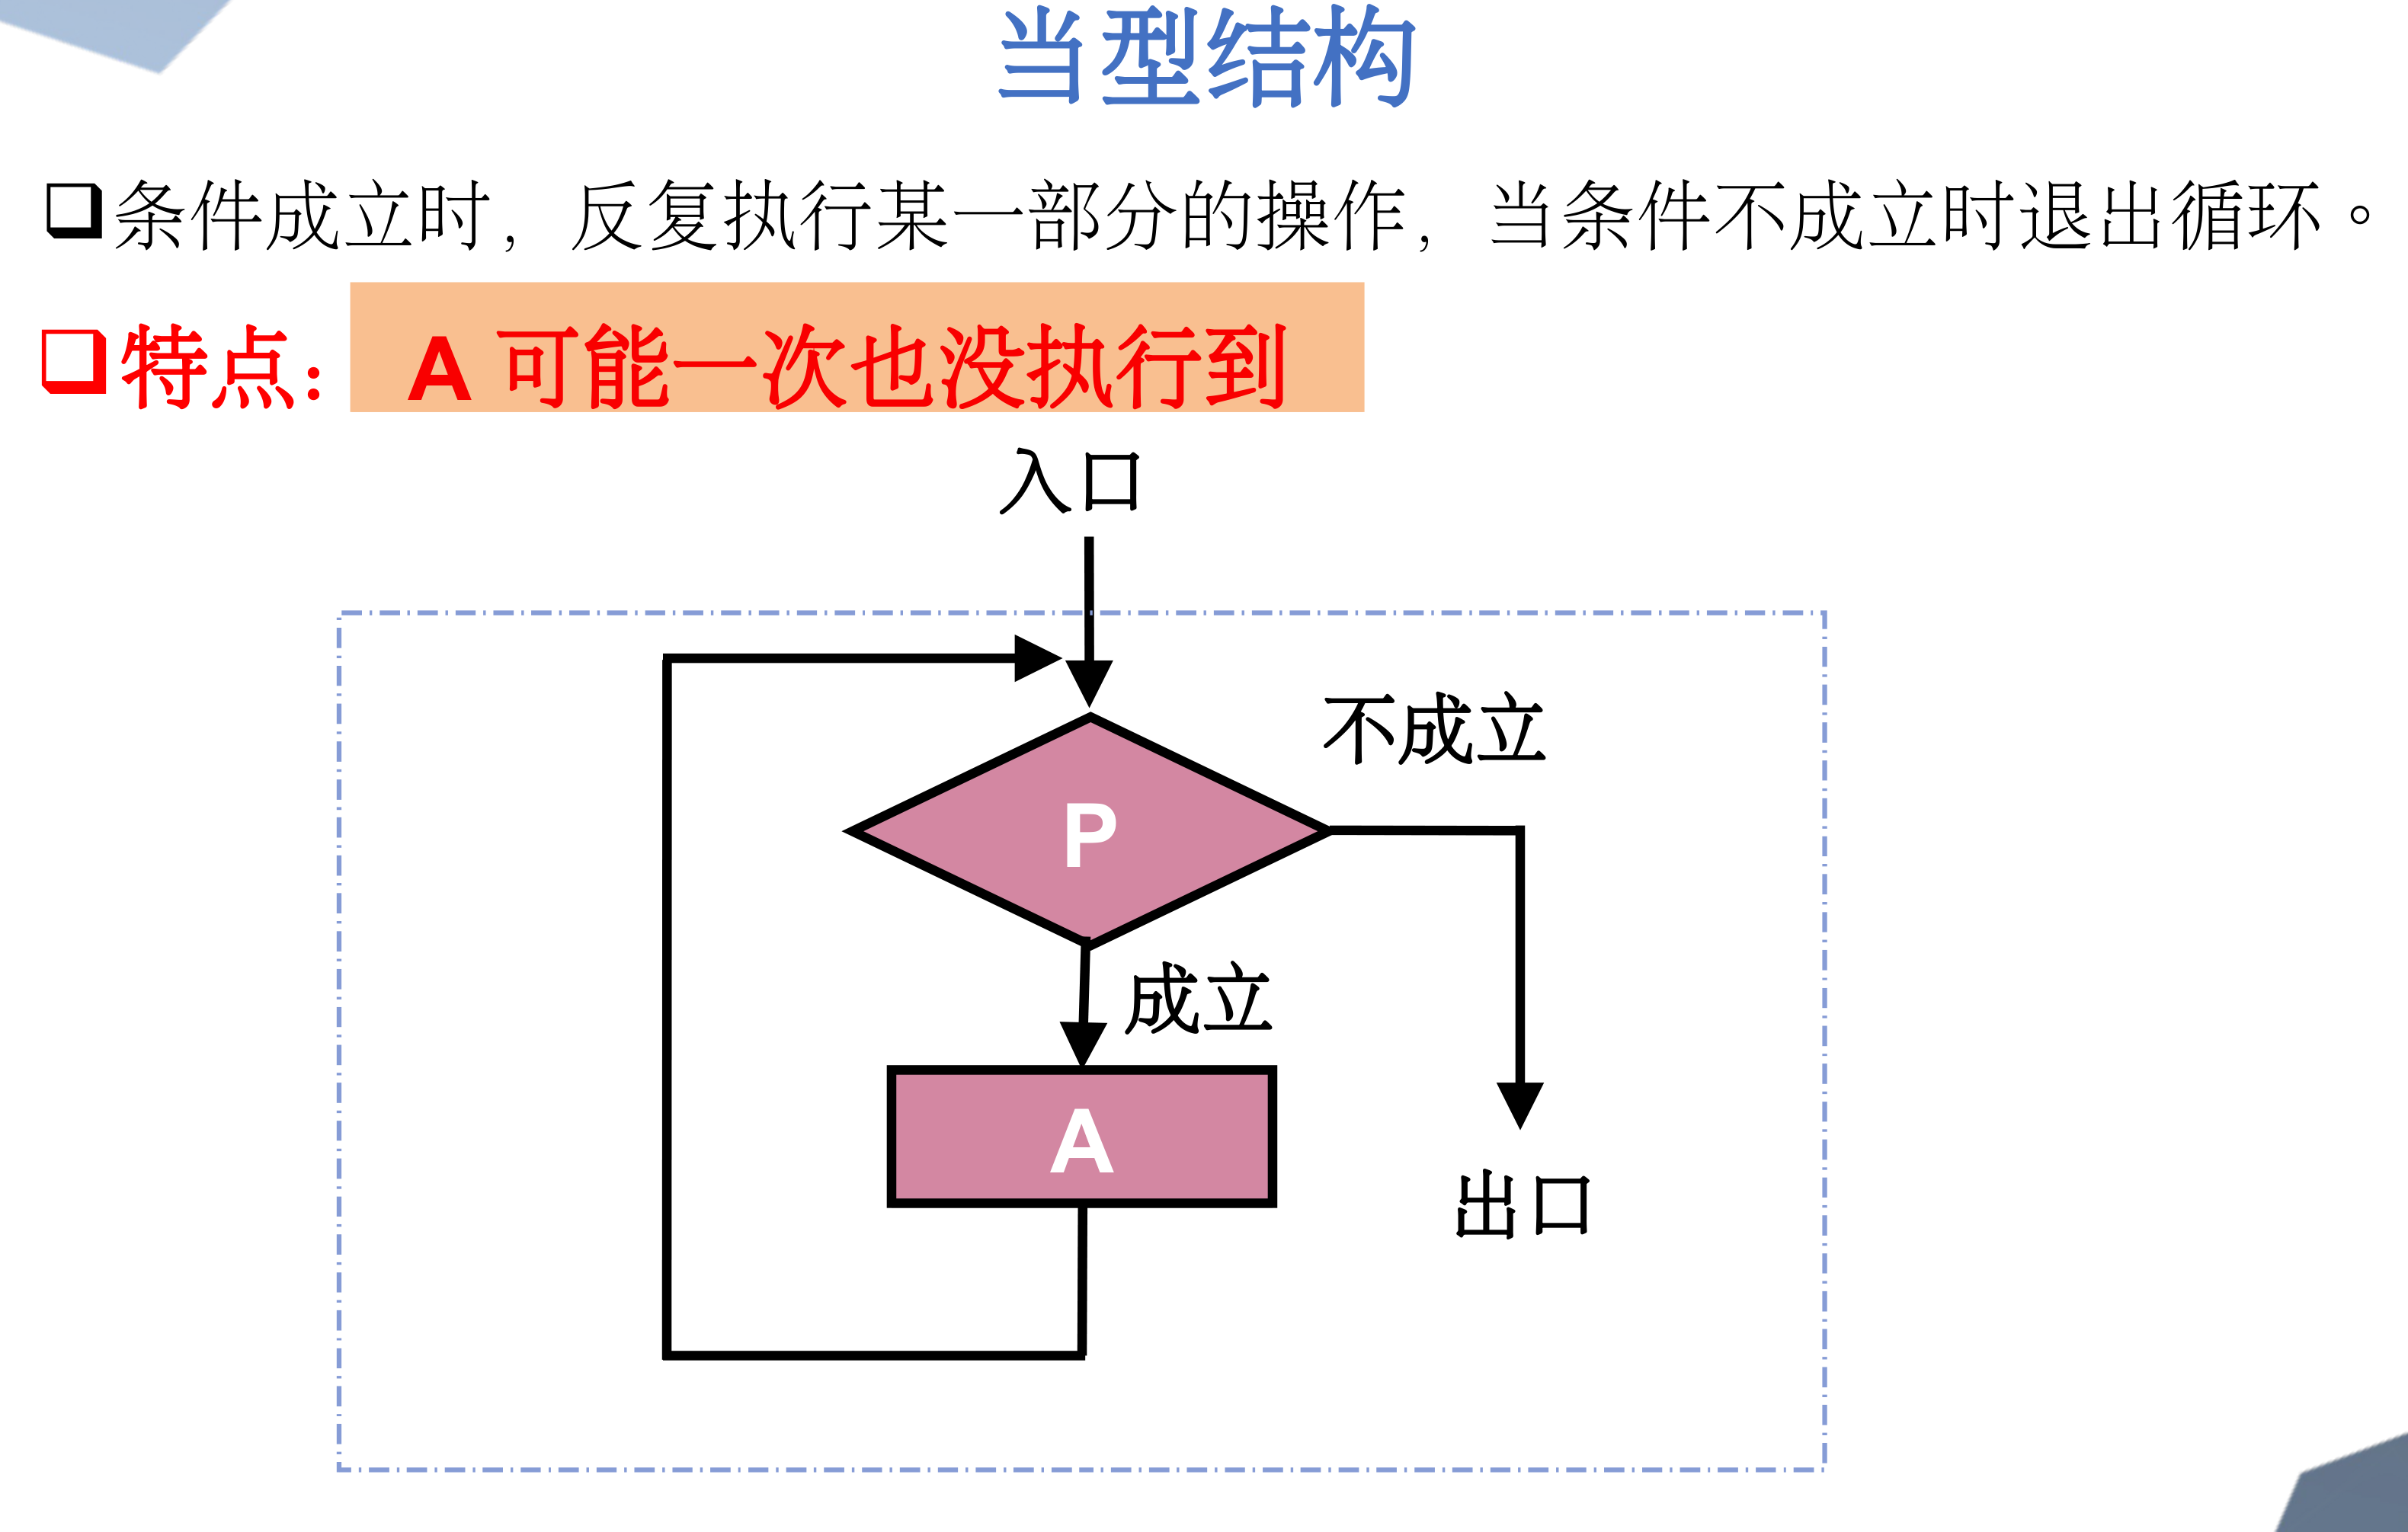 当型结构
条件成立时， 反复执行某一部分的操作， 当条件不成立时退出循环。
特点： A 可能一次也没执行到
入口
不成立
P
成立
A
出口